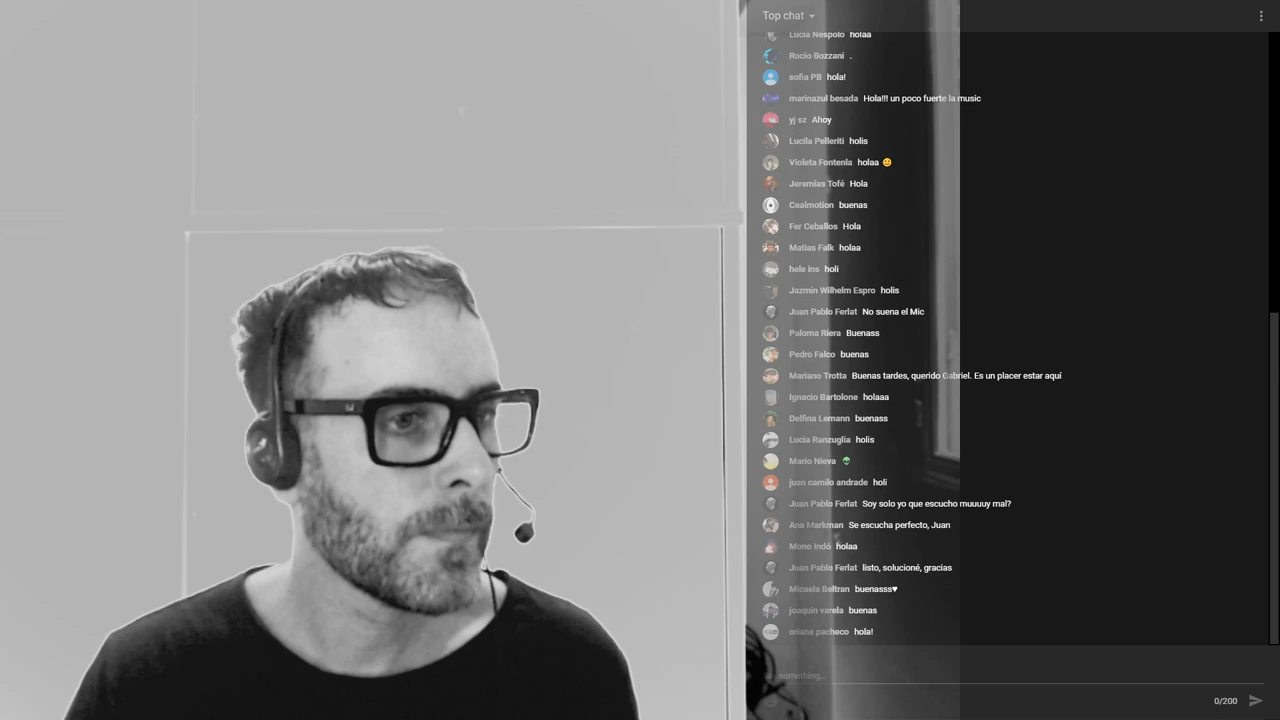 Top chat
Lucia Nespolo holaa
Rocio Bozzani .
sofia PB hola!
marinazul besada Hola!!! un poco fuerte la music
yj sz Ahoy
Lucila Pelleriti holis
Violeta Fontenla holaa 🙂
Jeremías Tofé Hola
Cealmotion buenas
Fer Ceballos Hola
Matias Falk holaa
hele ins holi
Jazmin Wilhelm Espro holis
Juan Pablo Ferlat No suena el Mic
Paloma Riera Buenass
Pedro Falco buenas
Mariano Trotta Buenas tardes, querido Gabriel. Es un placer estar aquí
Ignacio Bartolone holaaa
Delfina Lemann buenass
Lucia Ranzuglia holis
Mario Nieva 👽
juan camilo andrade holi
Juan Pablo Ferlat Soy solo yo que escucho muuuuy mal?
Ana Markman Se escucha perfecto, Juan
Mono Indó holaa
Juan Pablo Ferlat listo, solucioné, gracias
Micaela Beltran buenasss♥
joaquin varela buenas
oriana pacheco hola!
something...
0/200